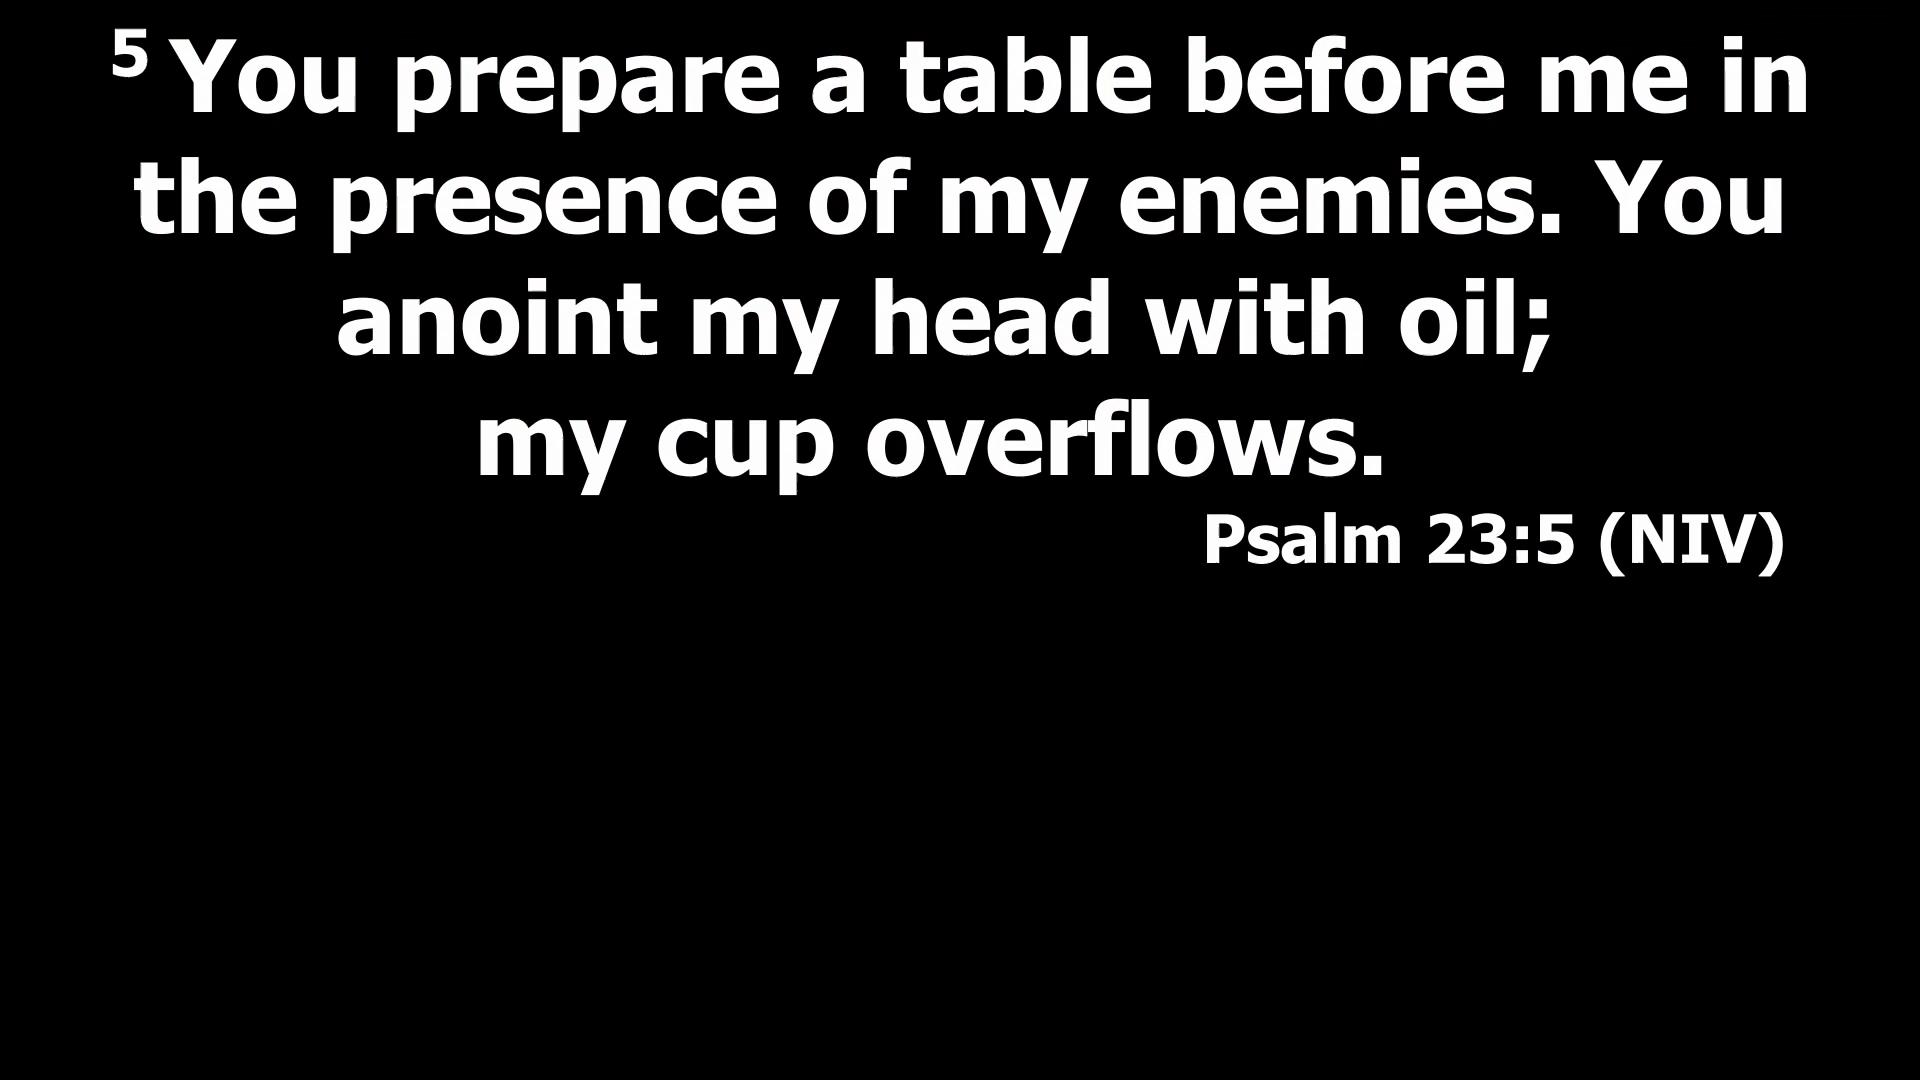 5 You prepare a table before me in
the presence of my enemies. You
anoint my head with oil;
my cup overflows.
Psalm 23:5 (NIV)